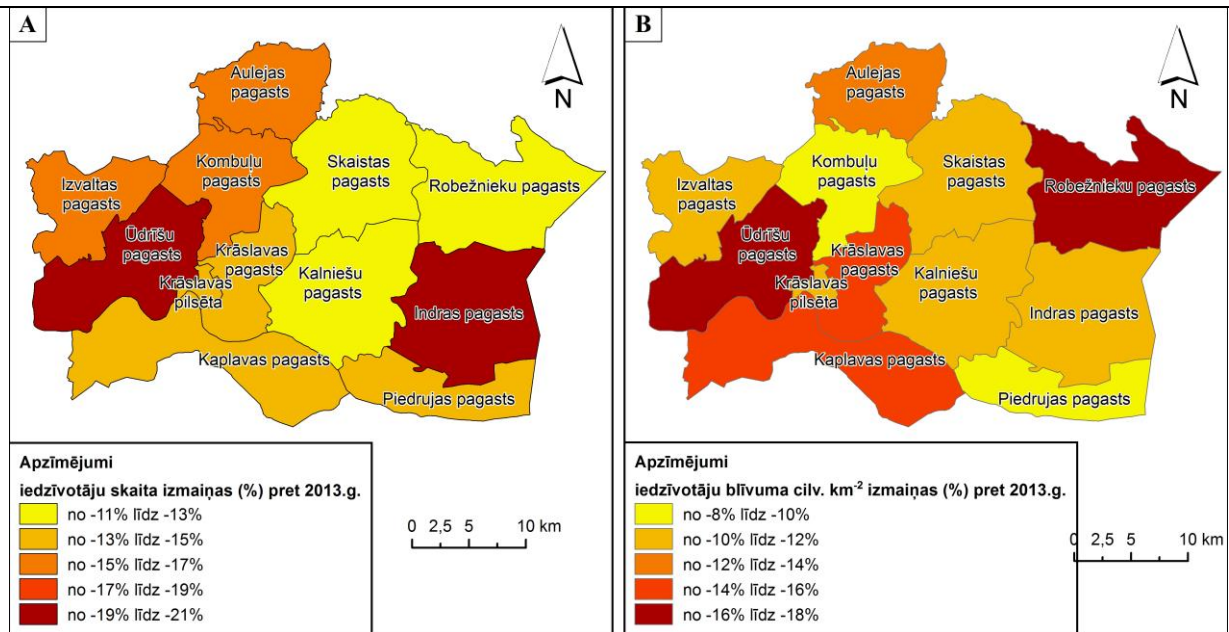 A
N
Aulejas
pagasts
Kombuļu
pagasts
Skaistas
pagasts
Robežnieku pagasts
Izvaltas
pagasts
Ūdrīšu
pagasts
Krāslavas
pagasts
Krāslavas
pilsēta
Kalniešu
pagasts
Indras pagasts
Kaplavas pagasts
Piedrujas pagasts
Apzīmējumi
iedzīvotāju skaita izmaiņas (%) pret 2013.g.
no -11% līdz -13%
no -13% līdz -15%
no -15% līdz -17%
no -17% līdz -19%
no -19% līdz -21%
0 2,5 5 10 km
B
N
Aulejas
pagasts
Kombuļu
pagasts
Skaistas
pagasts
Robežnieku pagasts
Izvaltas
pagasts
Ūdrīšu
pagasts
Krāslavas
pagasts
Krāslavas
pilsēta
Kalniešu
pagasts
Indras pagasts
Kaplavas pagasts
Piedrujas pagasts
Apzīmējumi
iedzīvotāju blīvuma cilv. km⁻² izmaiņas (%) pret 2013.g.
no -8% līdz -10%
no -10% līdz -12%
no -12% līdz -14%
no -14% līdz -16%
no -16% līdz -18%
0 2,5 5 10 km